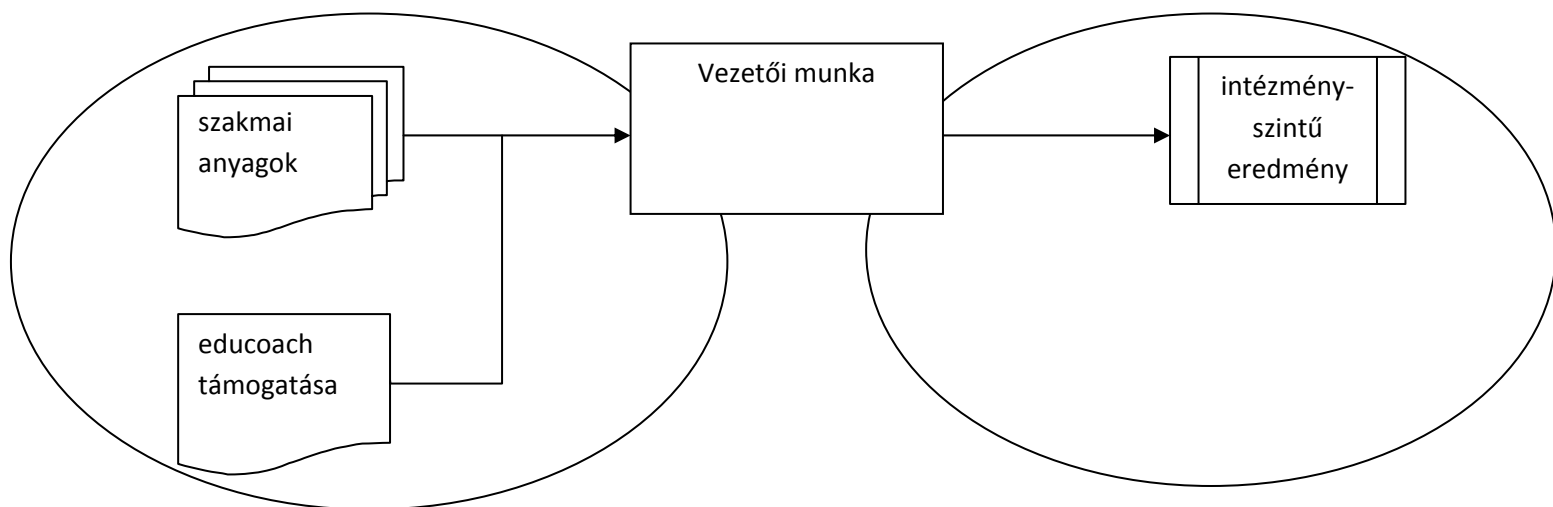 szakmai
anyagok
educoach
támogatása
Vezetői munka
intézmény-
szintű
eredmény